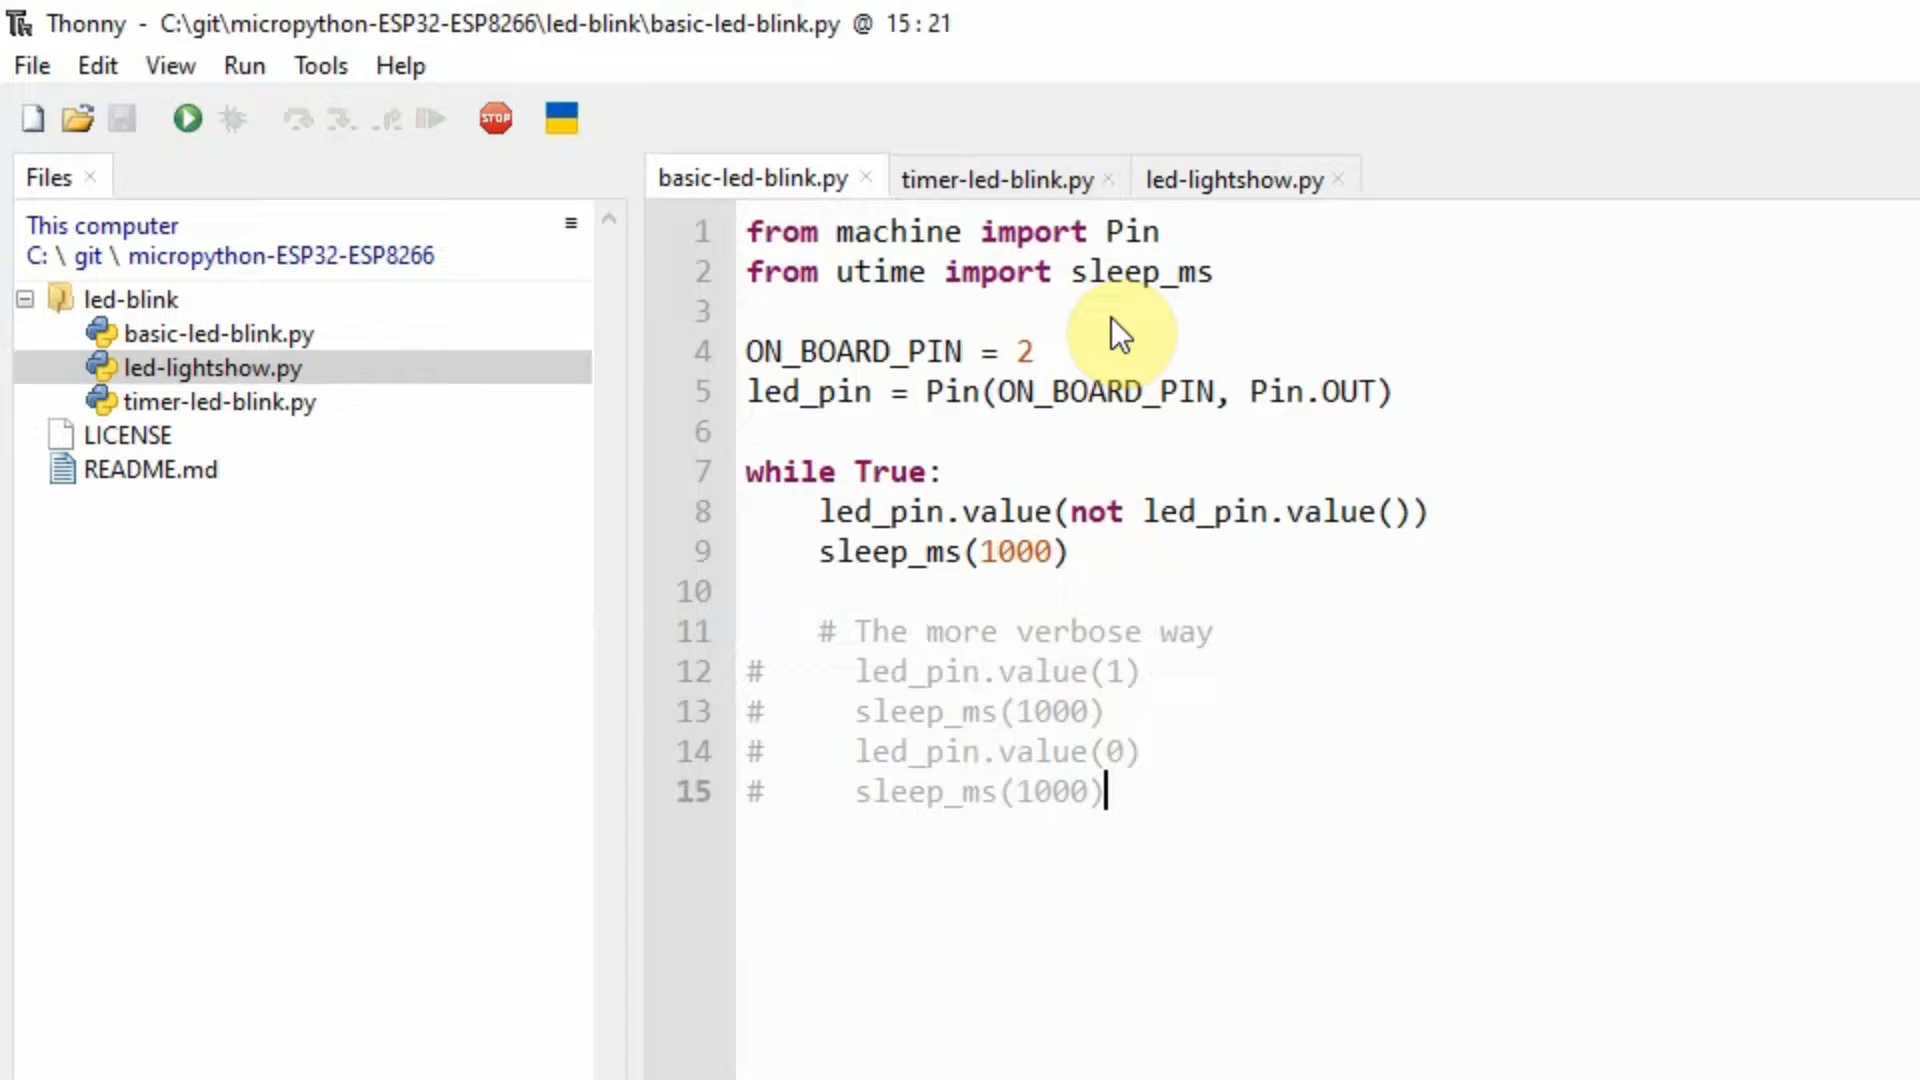 Thonny - C:\git\micropython-ESP32-ESP8266\led-blink\basic-led-blink.py @ 15:21
File Edit View Run Tools Help
STOP
Files
This computer
C: \ git \ micropython-ESP32-ESP8266
led-blink
basic-led-blink.py
led-lightshow.py
timer-led-blink.py
LICENSE
README.md
basic-led-blink.py timer-led-blink.py led-lightshow.py
1 from machine import Pin
2 from utime import sleep_ms
3
4 ON_BOARD_PIN = 2
5 led_pin = Pin(ON_BOARD_PIN, Pin.OUT)
6
7 while True:
8     led_pin.value(not led_pin.value())
9     sleep_ms(1000)
10
11     # The more verbose way
12 #     led_pin.value(1)
13 #     sleep_ms(1000)
14 #     led_pin.value(0)
15 #     sleep_ms(1000)